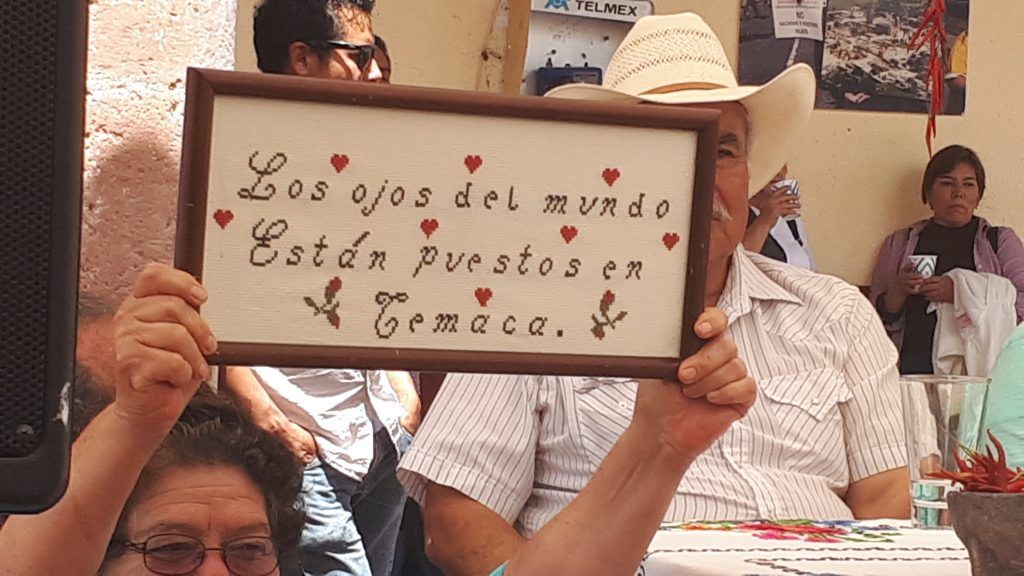 TELMEX
Los ojos del mundo
Están puestos en
Temaca.